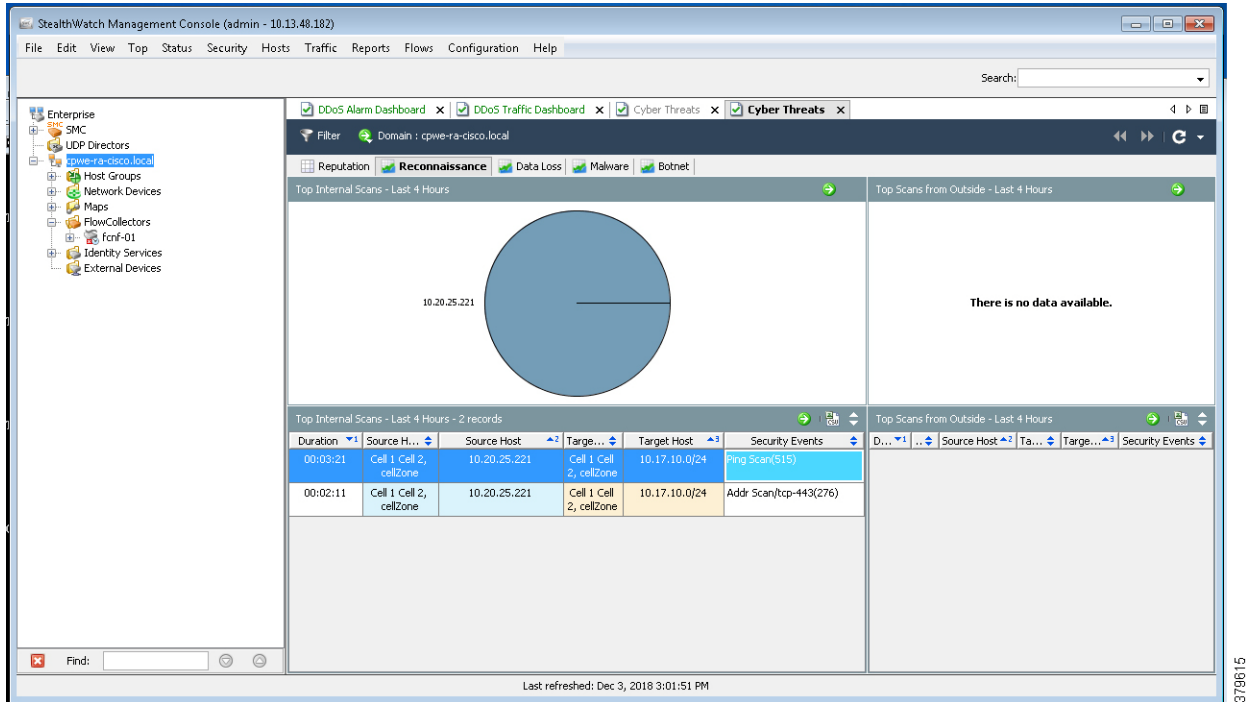 StealthWatch Management Console (admin - 10.13.48.182)
File Edit View Top Status Security Hosts Traffic Reports Flows Configuration Help
Search:
Enterprise
SMC
SMC
UDP Directors
cpwe-ra-cisco.local
Host Groups
Network Devices
Maps
FlowCollectors
fcnf-01
Identity Services
External Devices
Find:
DDoS Alarm Dashboard x DDoS Traffic Dashboard x Cyber Threats x Cyber Threats x
Filter Domain : cpwe-ra-cisco.local
Reputation Reconnaissance Data Loss Malware Botnet
Top Internal Scans - Last 4 Hours
10.20.25.221
Top Scans from Outside - Last 4 Hours
There is no data available.
Top Internal Scans - Last 4 Hours - 2 records
Duration 1 Source H... Source Host 2 Targe... Target Host 3 Security Events
00:03:21 Cell 1 Cell 2, 10.20.25.221 Cell 1 Cell 10.17.10.0/24 Ping Scan(515)
cellZone 2, cellZone
00:02:11 Cell 1 Cell 2, 10.20.25.221 Cell 1 Cell 10.17.10.0/24 Addr Scan/tcp-443(276)
cellZone 2, cellZone
Top Scans from Outside - Last 4 Hours
D... 1 .. Source Host 2 Ta... Targe... 3 Security Events
Last refreshed: Dec 3, 2018 3:01:51 PM
379615